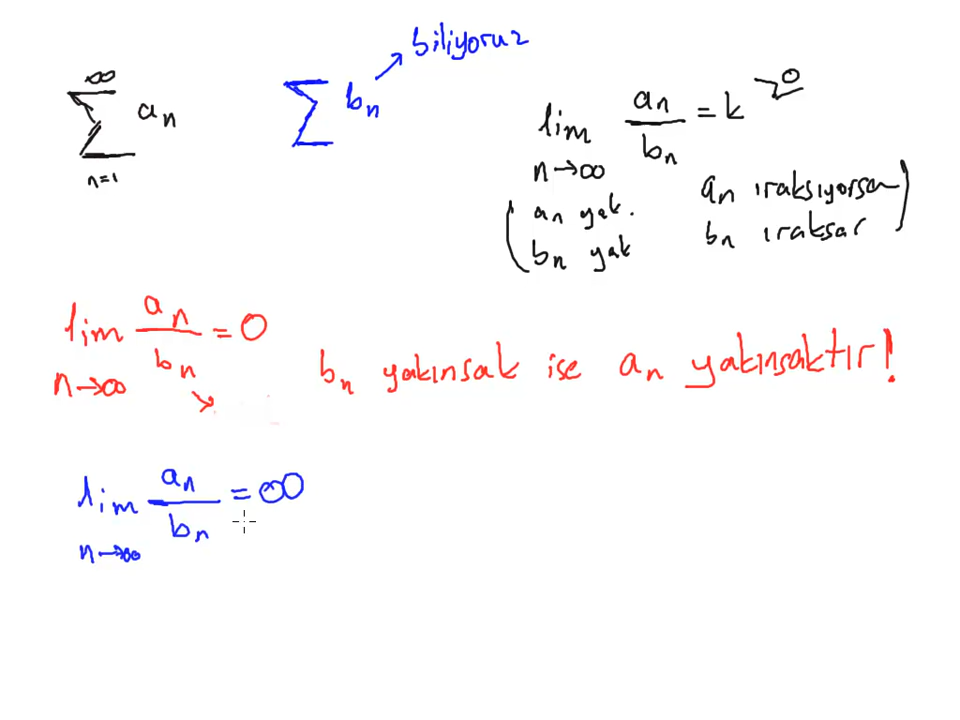 ∞
∑ aₙ
n=1
∑ bₙ
biliyoruz
lim aₙ/bₙ = k
n→∞
aₙ yak.
bₙ yak
aₙ ıraksıyorsa
bₙ ıraksar
lim aₙ/bₙ = 0
n→∞
bₙ yakınsak ise aₙ yakınsaktır!
lim aₙ/bₙ = ∞
n→∞